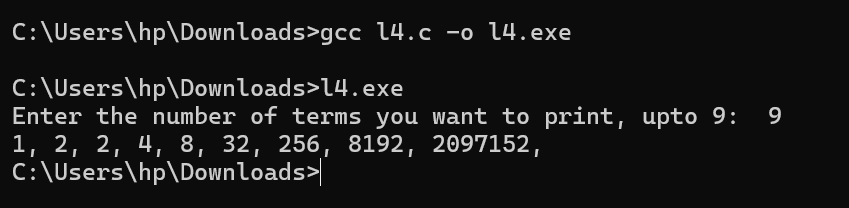 C:\Users\hp\Downloads>gcc l4.c -o l4.exe
C:\Users\hp\Downloads>l4.exe
Enter the number of terms you want to print, upto 9:  9
1, 2, 2, 4, 8, 32, 256, 8192, 2097152,
C:\Users\hp\Downloads>